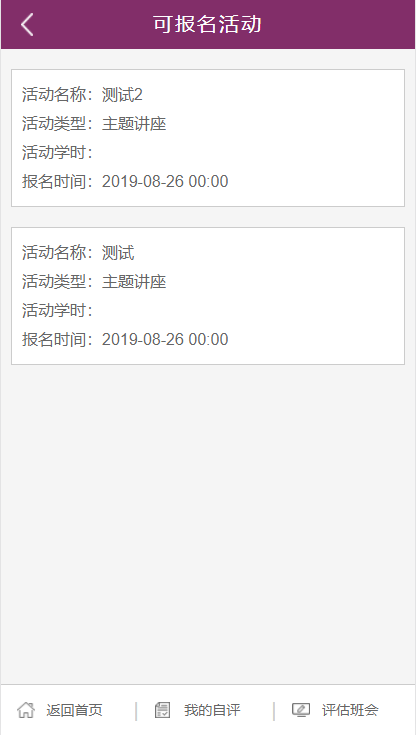 可报名活动
活动名称：测试2
活动类型：主题讲座
活动学时：
报名时间：2019-08-26 00:00
活动名称：测试
活动类型：主题讲座
活动学时：
报名时间：2019-08-26 00:00
返回首页 我的自评 评估班会